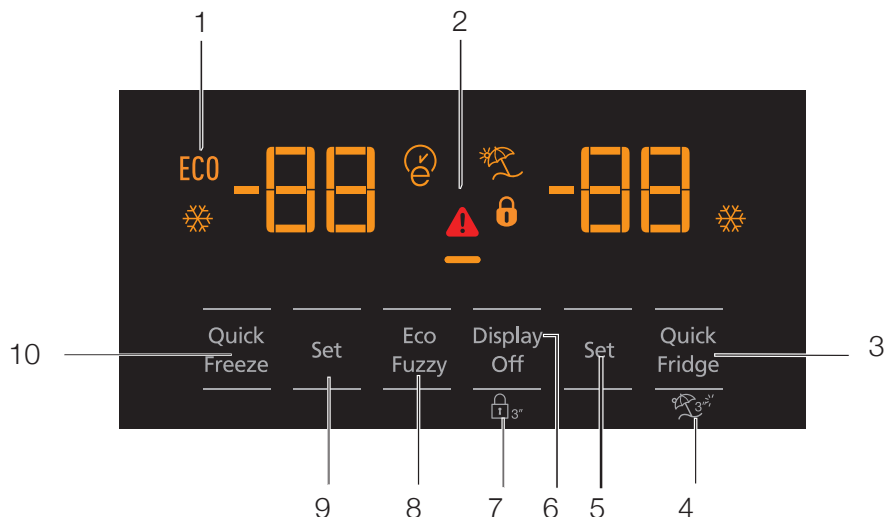 1
2
ECO
-88
e
-88
Quick
Freeze
Set
Eco
Fuzzy
Display
Off
Set
Quick
Fridge
10
3
3"
3"
9
8
7
6
5
4